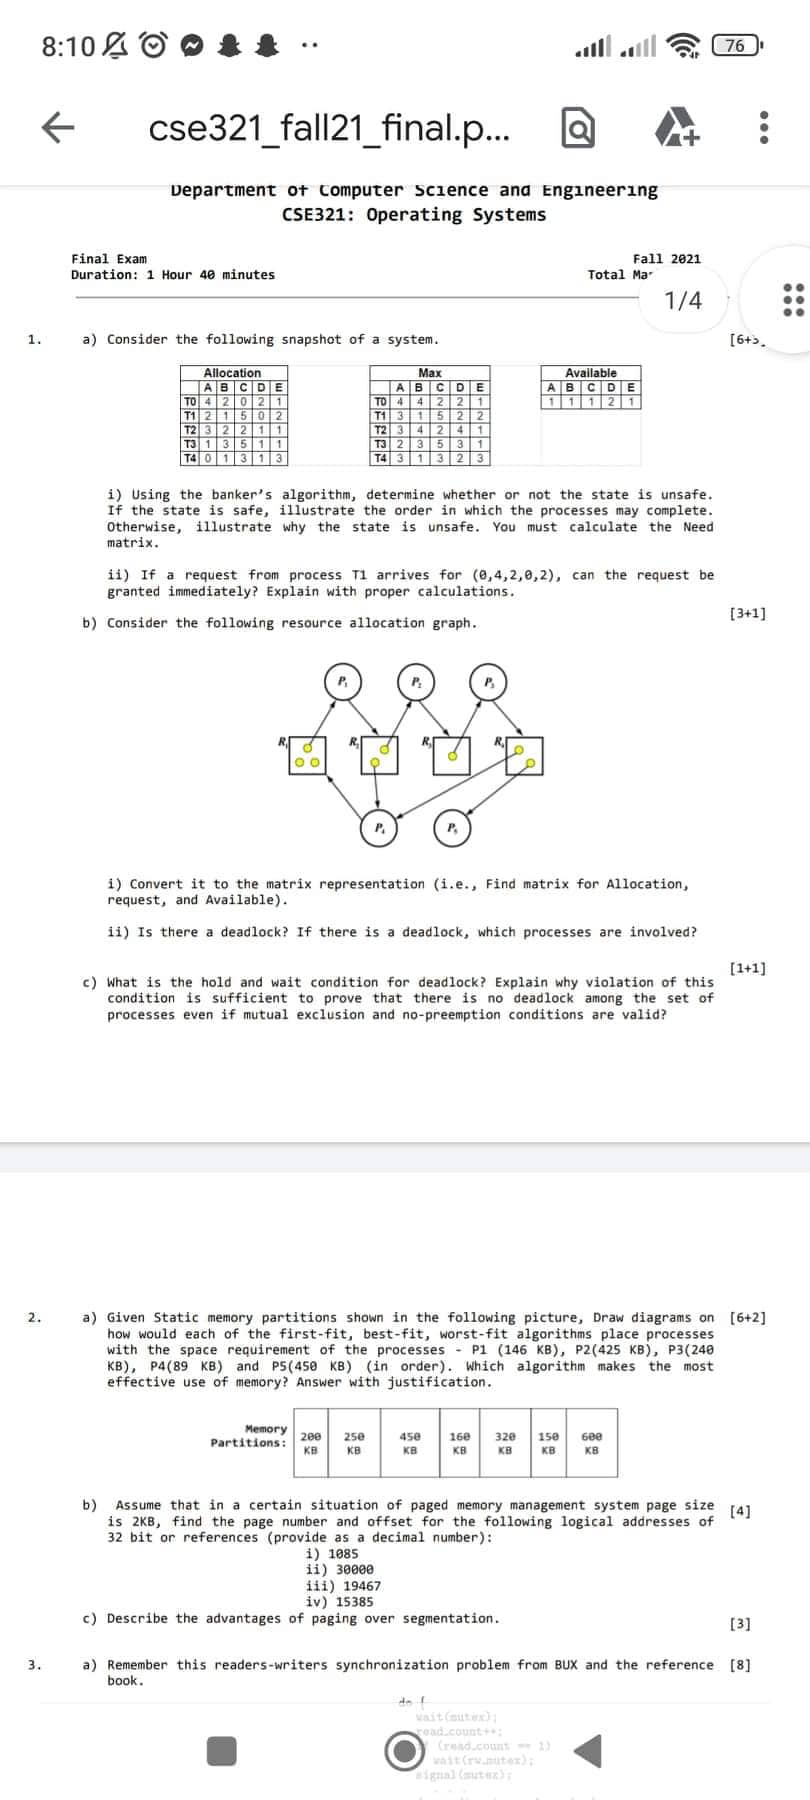 8:10
76
cse321_fall21_final.p...
Department of Computer Science and Engineering
CSE321: Operating Systems
Final Exam
Fall 2021
Duration: 1 Hour 40 minutes
Total
1/4
1. a) Consider the following snapshot of a system.
Allocation
A B C D E
T0 4 2 0 2 1
T1 2 1 5 0 2
T2 3 2 2 1 1
T3 1 3 5 1 1
T4 0 1 3 1 3
Max
A B C D E
T0 4 4 2 2 1
T1 3 1 5 2 2
T2 3 4 2 4 1
T3 2 3 5 3 1
T4 3 1 3 2 3
Available
A B C D E
1 1 1 2 1
i) Using the banker's algorithm, determine whether or not the state is unsafe.
If the state is safe, illustrate the order in which the processes may complete.
Otherwise, illustrate why the state is unsafe. You must calculate the Need
matrix.
ii) If a request from process T1 arrives for (0,4,2,0,2), can the request be
granted immediately? Explain with proper calculations.
[3+1]
b) Consider the following resource allocation graph.
P₁ P₂ P₃
R₁ R₂ R₃ R₄
P₄ P₅
i) Convert it to the matrix representation (i.e., Find matrix for Allocation,
request, and Available).
ii) Is there a deadlock? If there is a deadlock, which processes are involved?
[1+1]
c) What is the hold and wait condition for deadlock? Explain why violation of this
condition is sufficient to prove that there is no deadlock among the set of
processes even if mutual exclusion and no-preemption conditions are valid?
2. a) Given Static memory partitions shown in the following picture, Draw diagrams on [6+2]
how would each of the first-fit, best-fit, worst-fit algorithms place processes
with the space requirement of the processes - P1 (146 KB), P2(425 KB), P3(240
KB), P4(89 KB) and P5(450 KB) (in order). Which algorithm makes the most
effective use of memory? Answer with justification.
Memory
Partitions:
200 KB
250 KB
450 KB
160 KB
320 KB
150 KB
600 KB
b) Assume that in a certain situation of paged memory management system page size [4]
is 2KB, find the page number and offset for the following logical addresses of
32 bit or references (provide as a decimal number):
i) 1085
ii) 30000
iii) 19467
iv) 15385
c) Describe the advantages of paging over segmentation.
[3]
3. a) Remember this readers-writers synchronization problem from BUX and the reference [8]
book.
do {
wait(mutex);
read_count++;
(read_count == 1)
wait(rw_mutex);
signal(mutex);